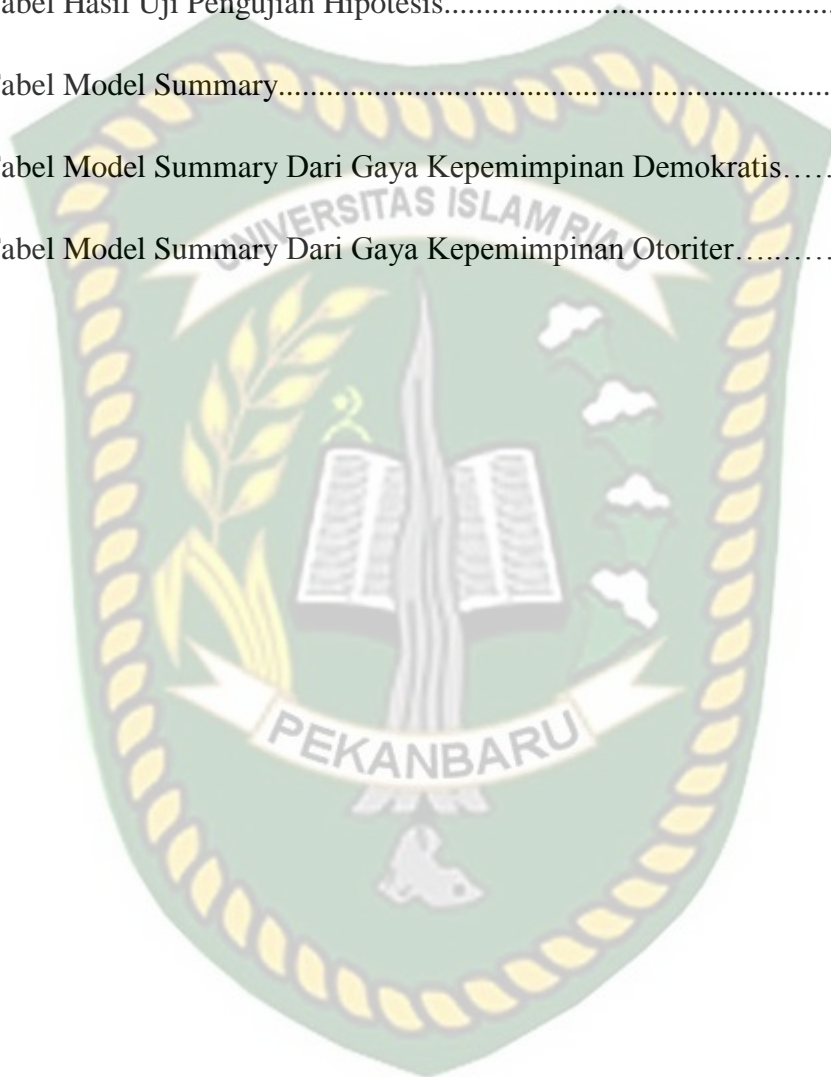 abel Hasil Uji Pengujian Hipotesis.......................................
abel Model Summary.............................................................
abel Model Summary Dari Gaya Kepemimpinan Demokratis……
abel Model Summary Dari Gaya Kepemimpinan Otoriter…..……
UNIVERSITAS ISLAM RIAU
PEKANBARU